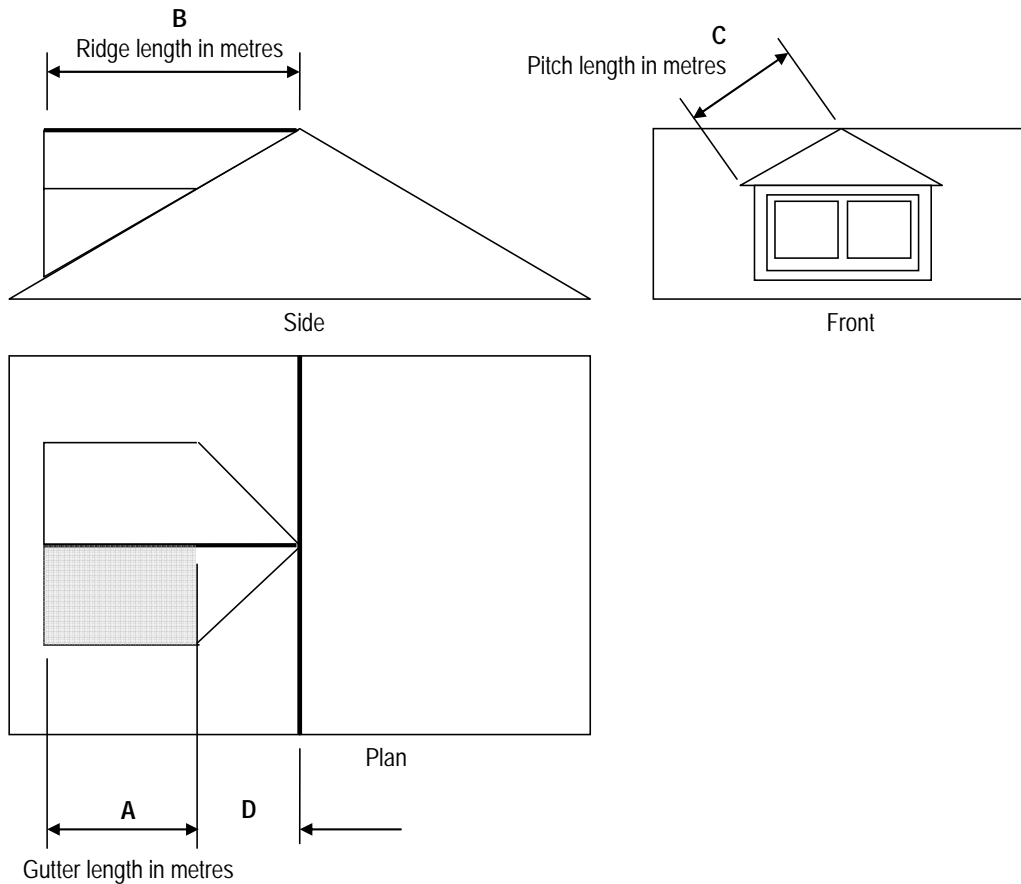 B
Ridge length in metres
C
Pitch length in metres
Side
Front
Plan
A
D
Gutter length in metres